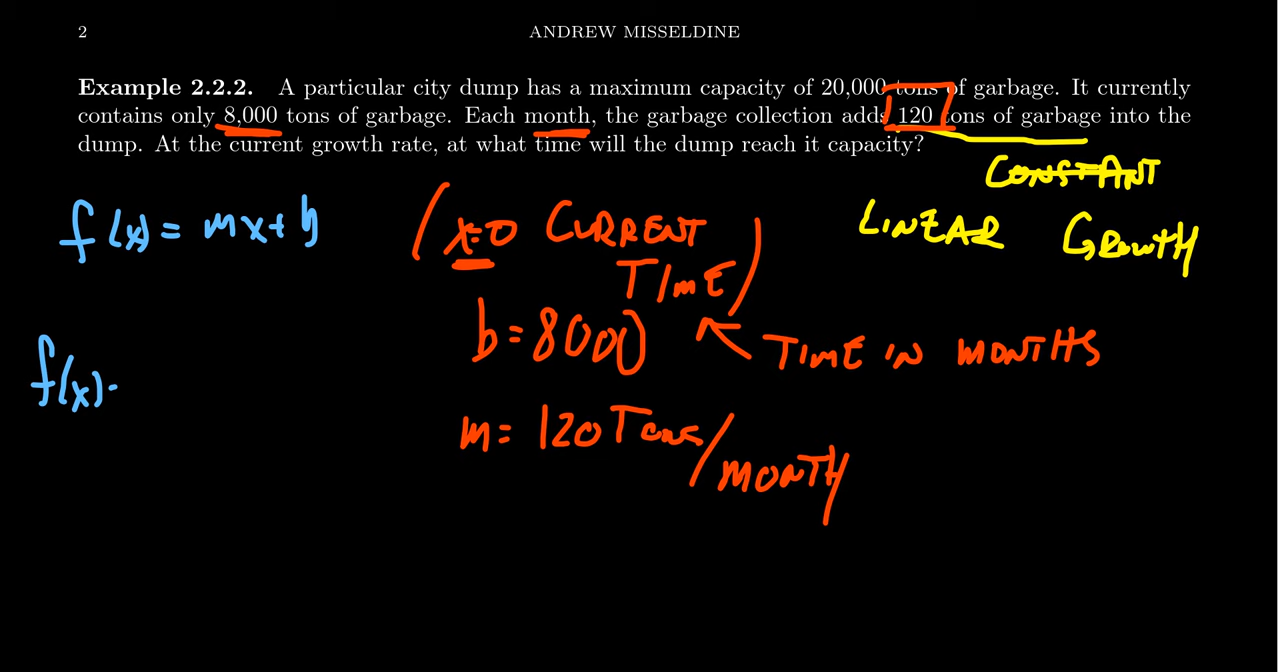 2
ANDREW MISSELDINE
Example 2.2.2. A particular city dump has a maximum capacity of 20,000 tons of garbage. It currently
contains only 8,000 tons of garbage. Each month, the garbage collection adds 120 tons of garbage into the
dump. At the current growth rate, at what time will the dump reach it capacity?
CONSTANT
LINEAR GROWTH
f(x) = mx+b
(x=0 CURRENT
TIME)
b=8000
TIME IN MONTHS
f(x)-
m= 120 Tons/
MONTH